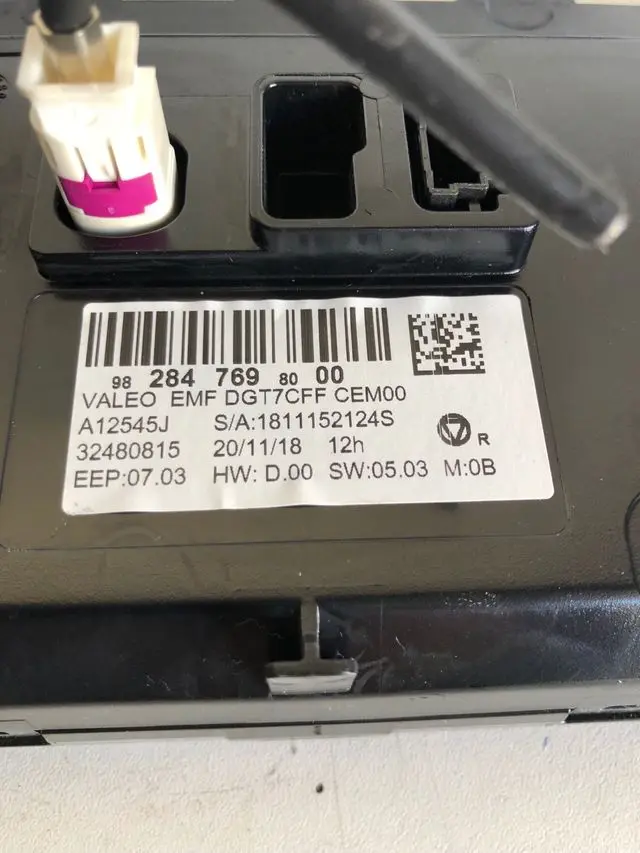 98 284 769 80 00
VALEO EMF DGT7CFF CEM00
A12545J S/A:1811152124S
32480815 20/11/18 12h R
EEP:07.03 HW: D.00 SW:05.03 M:0B